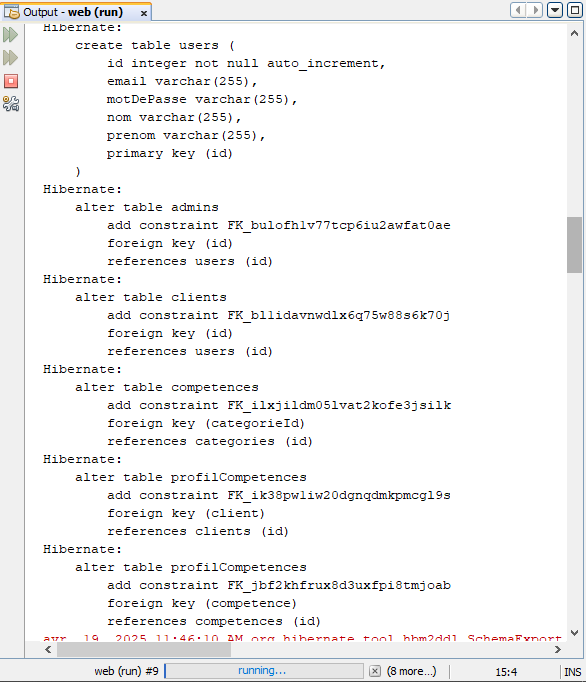 Output - web (run) x
Hibernate:
create table users (
id integer not null auto_increment,
email varchar(255),
motDePasse varchar(255),
nom varchar(255),
prenom varchar(255),
primary key (id)
)
Hibernate:
alter table admins
add constraint FK_bulofh1v77tcp6iu2awfat0ae
foreign key (id)
references users (id)
Hibernate:
alter table clients
add constraint FK_bllidavnwdlx6q75w88s6k70j
foreign key (id)
references users (id)
Hibernate:
alter table competences
add constraint FK_ilxjildm05lvat2kofe3jsilk
foreign key (categorieId)
references categories (id)
Hibernate:
alter table profilCompetences
add constraint FK_ik38pwliw20dgnqdmkpmcgl9s
foreign key (client)
references clients (id)
Hibernate:
alter table profilCompetences
add constraint FK_jbf2khfrux8d3uxfpi8tmjoab
foreign key (competence)
references competences (id)
avr. 19, 2025 11:46:10 AM org.hibernate.tool.hbm2ddl.SchemaExport
web (run) #9 running... (8 more...) 15:4 INS